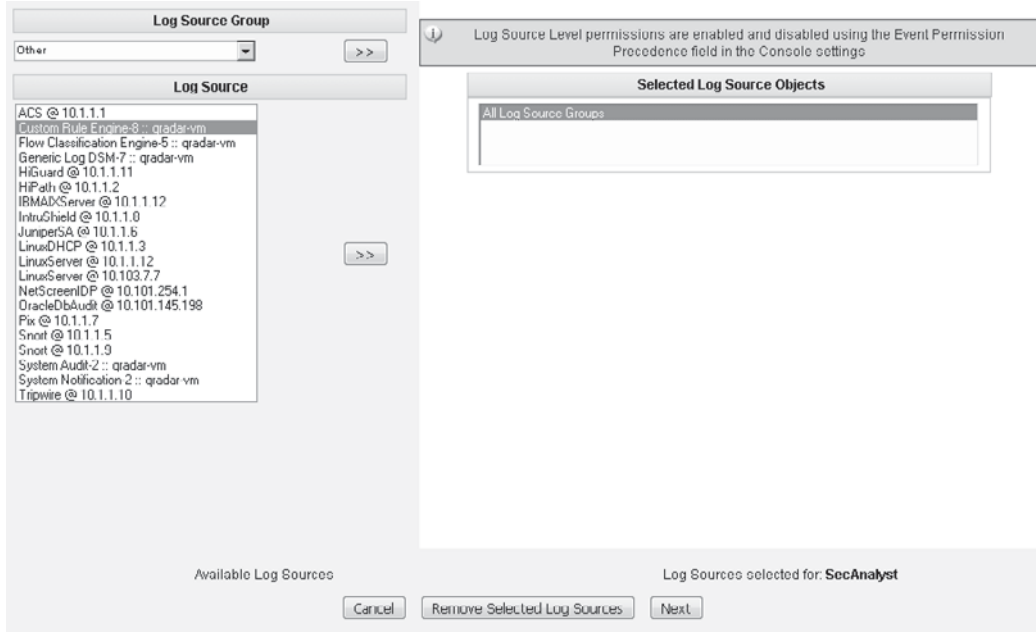 Log Source Group
Other
>>
Log Source
ACS @ 10.1.1.1
Custom Rule Engine-8 :: qradar-vm
Flow Classification Engine-5 :: qradar-vm
Generic Log DSM-7 :: qradar-vm
HiGuard @ 10.1.1.11
HiPath @ 10.1.1.2
IBMAIXServer @ 10.1.1.12
IntruShield @ 10.1.1.8
JuniperSA @ 10.1.1.6
LinuxDHCP @ 10.1.1.3
LinuxServer @ 10.1.1.12
LinuxServer @ 10.103.7.7
NetScreenIDP @ 10.101.254.1
OracleDbAudit @ 10.101.145.198
Pix @ 10.1.1.7
Snort @ 10.1.1.5
Snort @ 10.1.1.9
System Audit-2 :: qradar-vm
System Notification-2 :: qradar-vm
Tripwire @ 10.1.1.10
>>
Log Source Level permissions are enabled and disabled using the Event Permission
Precedence field in the Console settings
Selected Log Source Objects
All Log Source Groups
Available Log Sources
Log Sources selected for: SecAnalyst
Cancel
Remove Selected Log Sources
Next